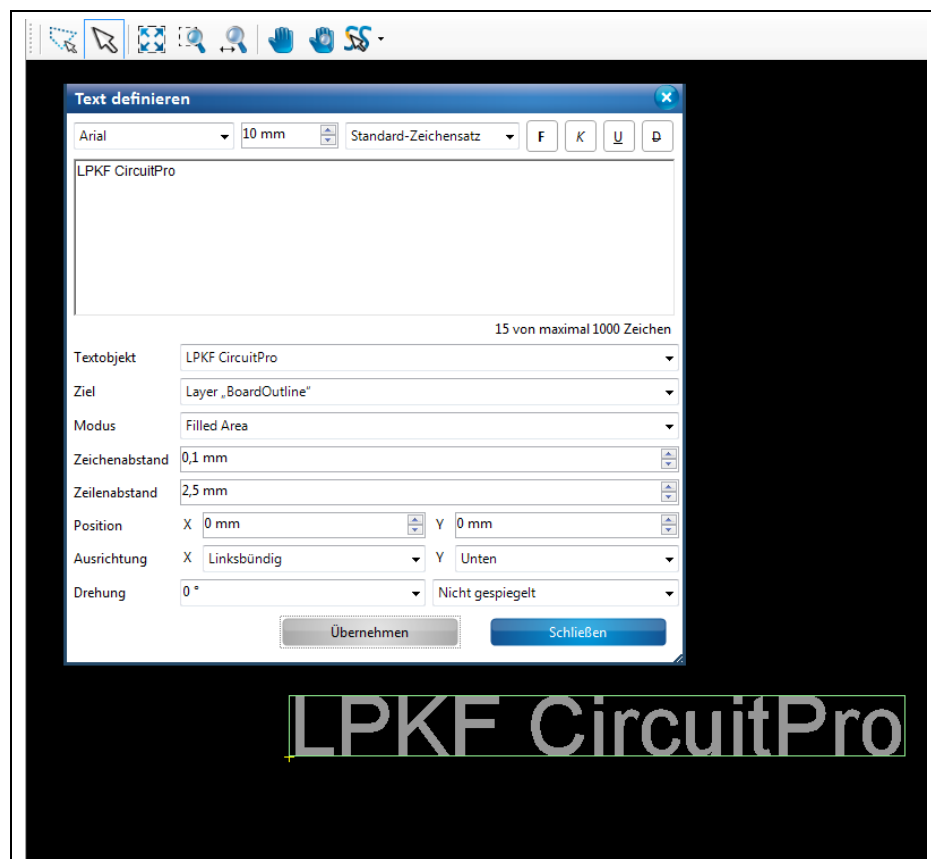 Text definieren
Arial 10 mm Standard-Zeichensatz F K U D
LPKF CircuitPro
15 von maximal 1000 Zeichen
Textobjekt LPKF CircuitPro
Ziel Layer „BoardOutline“
Modus Filled Area
Zeichenabstand 0,1 mm
Zeilenabstand 2,5 mm
Position X 0 mm Y 0 mm
Ausrichtung X Linksbündig Y Unten
Drehung 0 ° Nicht gespiegelt
Übernehmen Schließen
LPKF CircuitPro